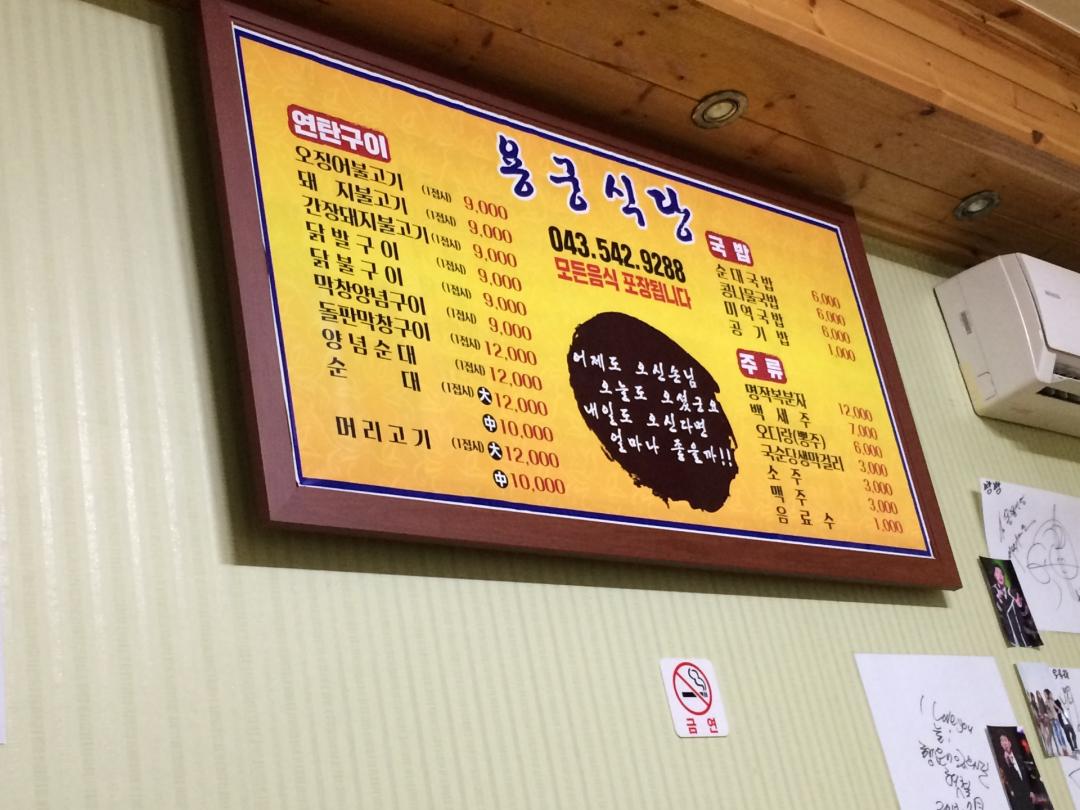 용궁식당
043.542.9288
모든음식 포장됩니다
연탄구이
오징어불고기 (1접시) 9,000
돼지불고기 (1접시) 9,000
간장돼지불고기 (1접시) 9,000
닭발구이 (1접시) 9,000
닭불구이 (1접시) 9,000
막창양념구이 (1접시) 9,000
돌판막창구이 (1접시) 12,000
양념순대 (1접시) 12,000
순대 (1접시) 大 12,000
中 10,000
머리고기 (1접시) 大 12,000
中 10,000
어제도 오신손님
오늘도 오셨군요
내일도 오신다면
얼마나 좋을까!!
국밥
순대국밥 6,000
콩나물국밥 6,000
미역국밥 6,000
공기밥 1,000
주류
명작복분자 12,000
백세주 7,000
오디랑(뽕주) 6,000
국순당생막걸리 3,000
소주 3,000
맥주 3,000
음료수 1,000
금연
I Love you